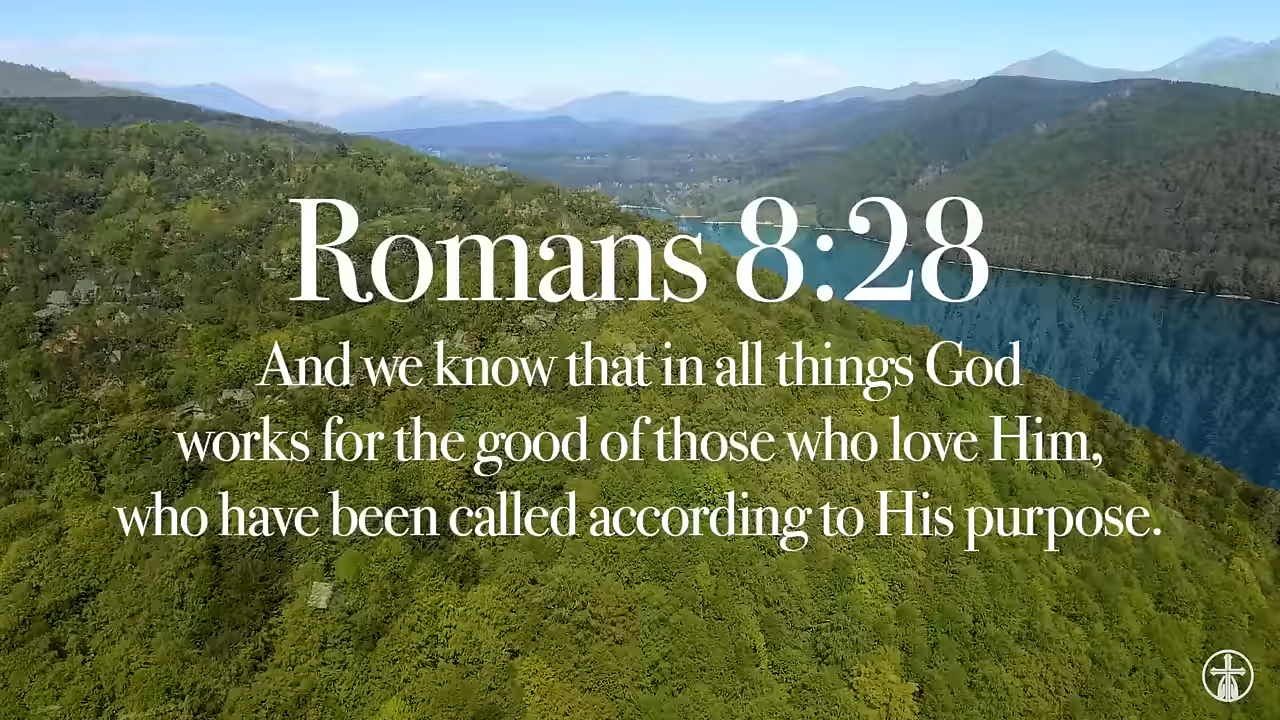 Romans 8:28
And we know that in all things God
works for the good of those who love Him,
who have been called according to His purpose.